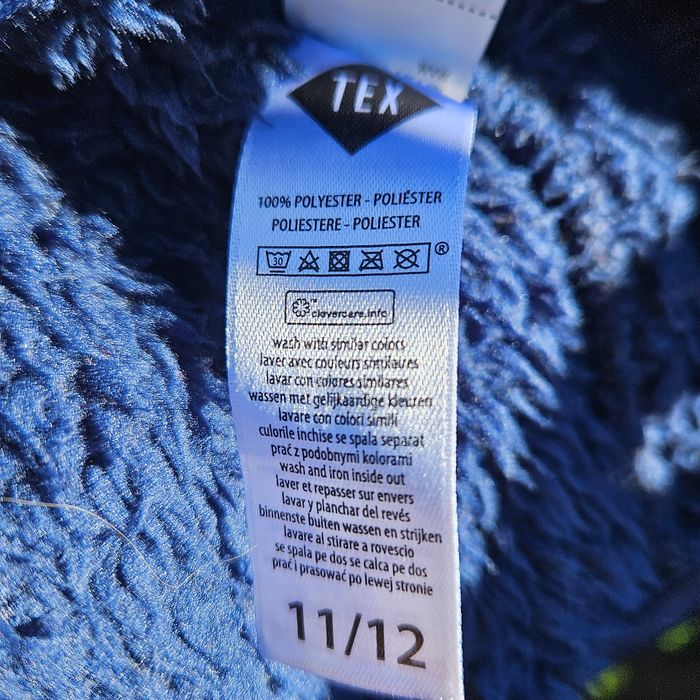 TEX
100% POLYESTER - POLIÉSTER
POLIESTERE - POLIESTER
30 ®
™ clevercare.info
wash with similar colors
laver avec couleurs similaires
lavar con colores similares
wassen met gelijkaardige kleuren
lavare con colori simili
culorile inchise se spala separat
prać z podobnymi kolorami
wash and iron inside out
laver et repasser sur envers
lavar y planchar del revés
binnenste buiten wassen en strijken
lavare al stirare a rovescio
se spala pe dos se calca pe dos
prać i prasować po lewej stronie
11/12